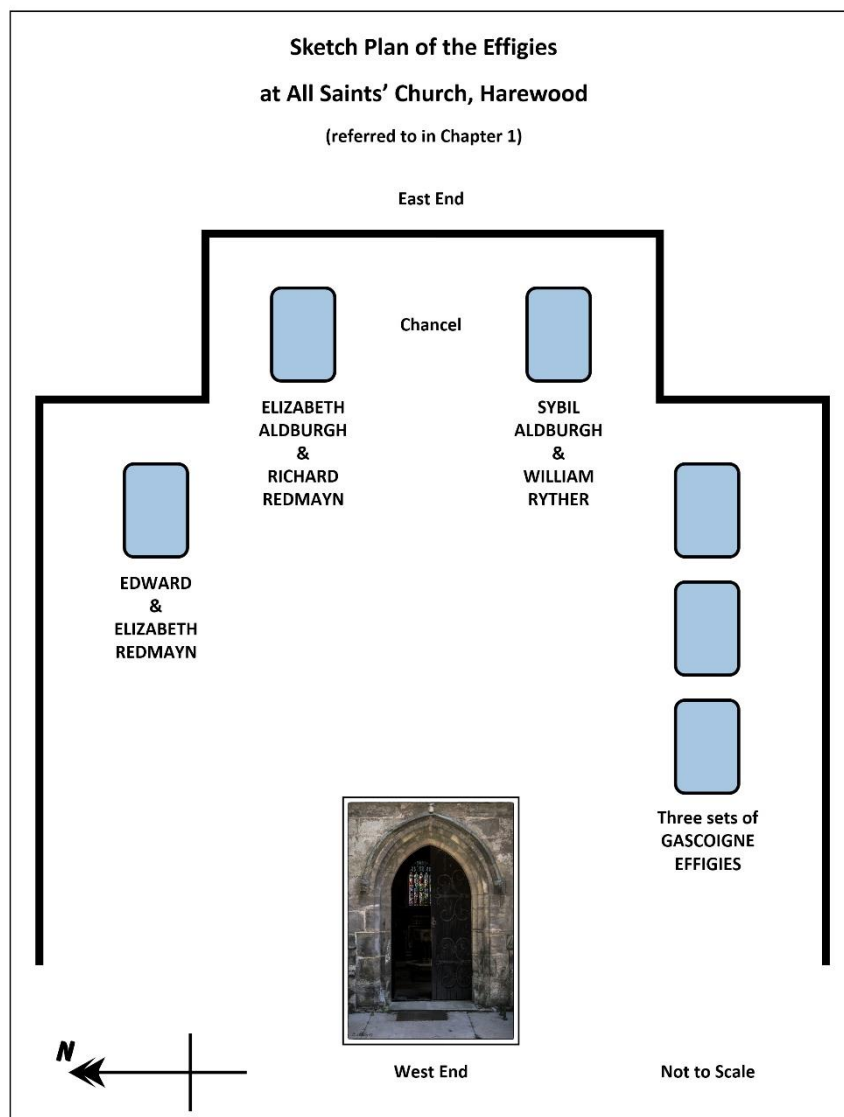 Sketch Plan of the Effigies
at All Saints' Church, Harewood
(referred to in Chapter 1)
East End
Chancel
ELIZABETH
ALDBURGH
&
RICHARD
REDMAYN
SYBIL
ALDBURGH
&
WILLIAM
RYTHER
EDWARD
&
ELIZABETH
REDMAYN
Three sets of
GASCOIGNE
EFFIGIES
N
West End
Not to Scale